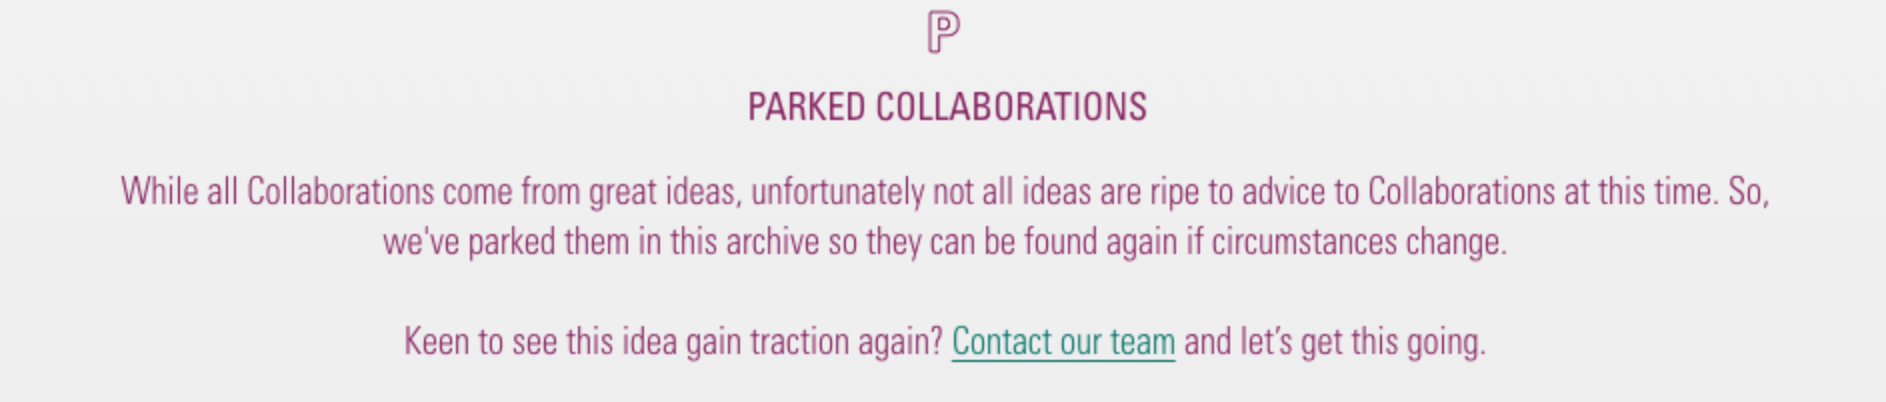 P
PARKED COLLABORATIONS
While all Collaborations come from great ideas, unfortunately not all ideas are ripe to advice to Collaborations at this time. So,
we've parked them in this archive so they can be found again if circumstances change.
Keen to see this idea gain traction again? Contact our team and let’s get this going.